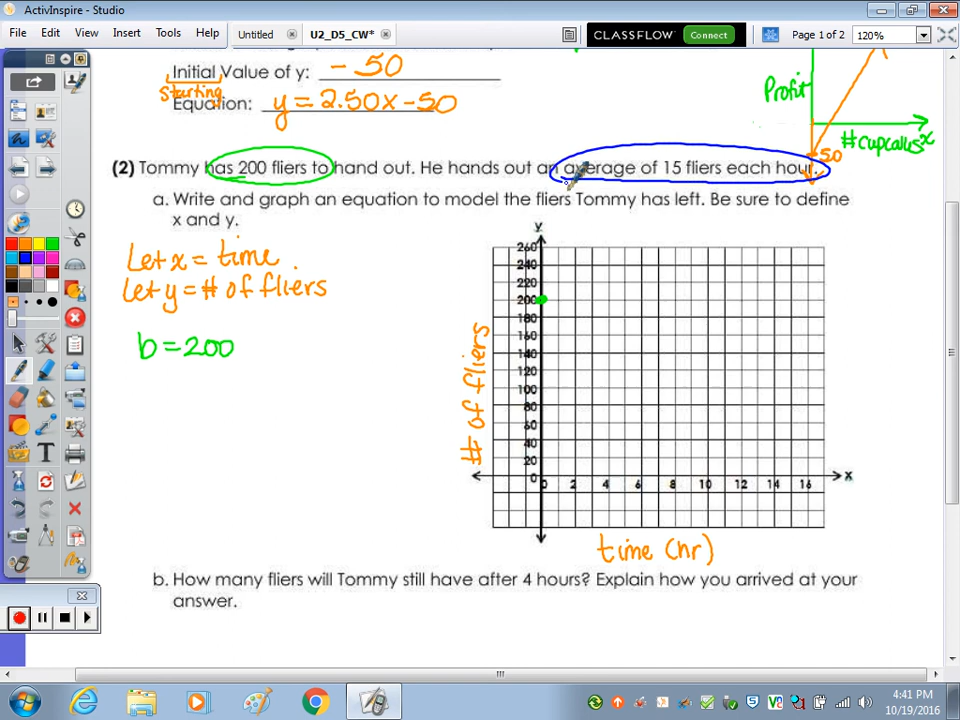 ActivInspire - Studio
File Edit View Insert Tools Help Untitled U2_D5_CW* CLASSFLOW Connect Page 1 of 2 120%
Initial Value of y: - 50
starting
Equation: y = 2.50x - 50
Profit
# cupcakes x
50
(2) Tommy has 200 fliers to hand out. He hands out an average of 15 fliers each hour.
a. Write and graph an equation to model the fliers Tommy has left. Be sure to define
x and y.
Let x = time
Let y = # of fliers
b = 200
y
260
240
220
200
180
160
140
120
100
80
60
40
20
0
0 2 4 6 8 10 12 14 16 x
# of fliers
time (hr)
b. How many fliers will Tommy still have after 4 hours? Explain how you arrived at your
answer.
4:41 PM
10/19/2016